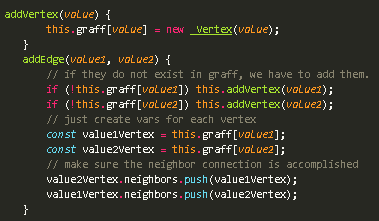 addVertex(value) {
this.graff[value] = new _Vertex(value);
}
addEdge(value1, value2) {
// if they do not exist in graff, we have to add them.
if (!this.graff[value1]) this.addVertex(value1);
if (!this.graff[value2]) this.addVertex(value2);
// just create vars for each vertex
const value1Vertex = this.graff[value1];
const value2Vertex = this.graff[value2];
// make sure the neighbor connection is accomplished
value2Vertex.neighbors.push(value1Vertex);
value1Vertex.neighbors.push(value2Vertex);
}